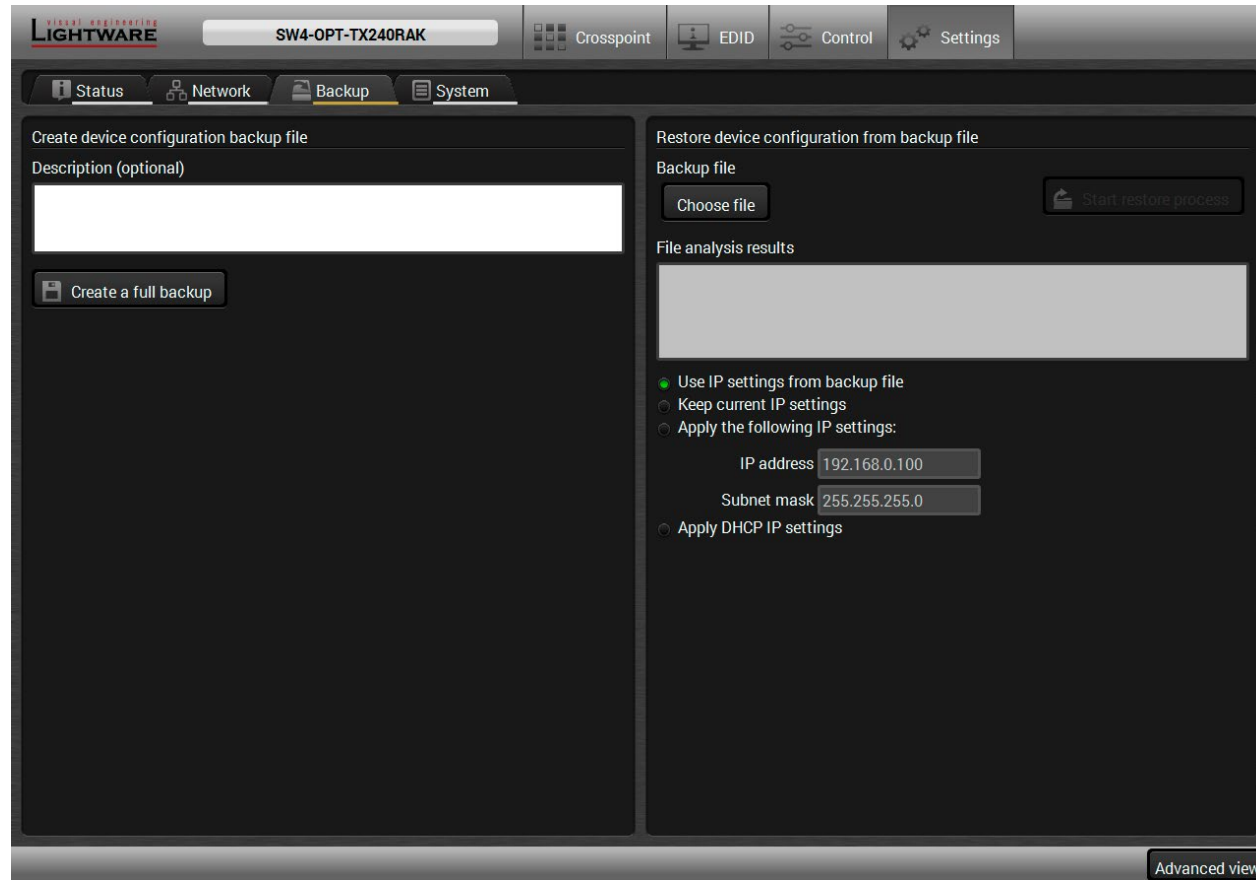 visual engineering
LIGHTWARE
SW4-OPT-TX240RAK
Crosspoint
EDID
Control
Settings
Status
Network
Backup
System
Create device configuration backup file
Description (optional)
Create a full backup
Restore device configuration from backup file
Backup file
Choose file
Start restore process
File analysis results
Use IP settings from backup file
Keep current IP settings
Apply the following IP settings:
IP address 192.168.0.100
Subnet mask 255.255.255.0
Apply DHCP IP settings
Advanced view